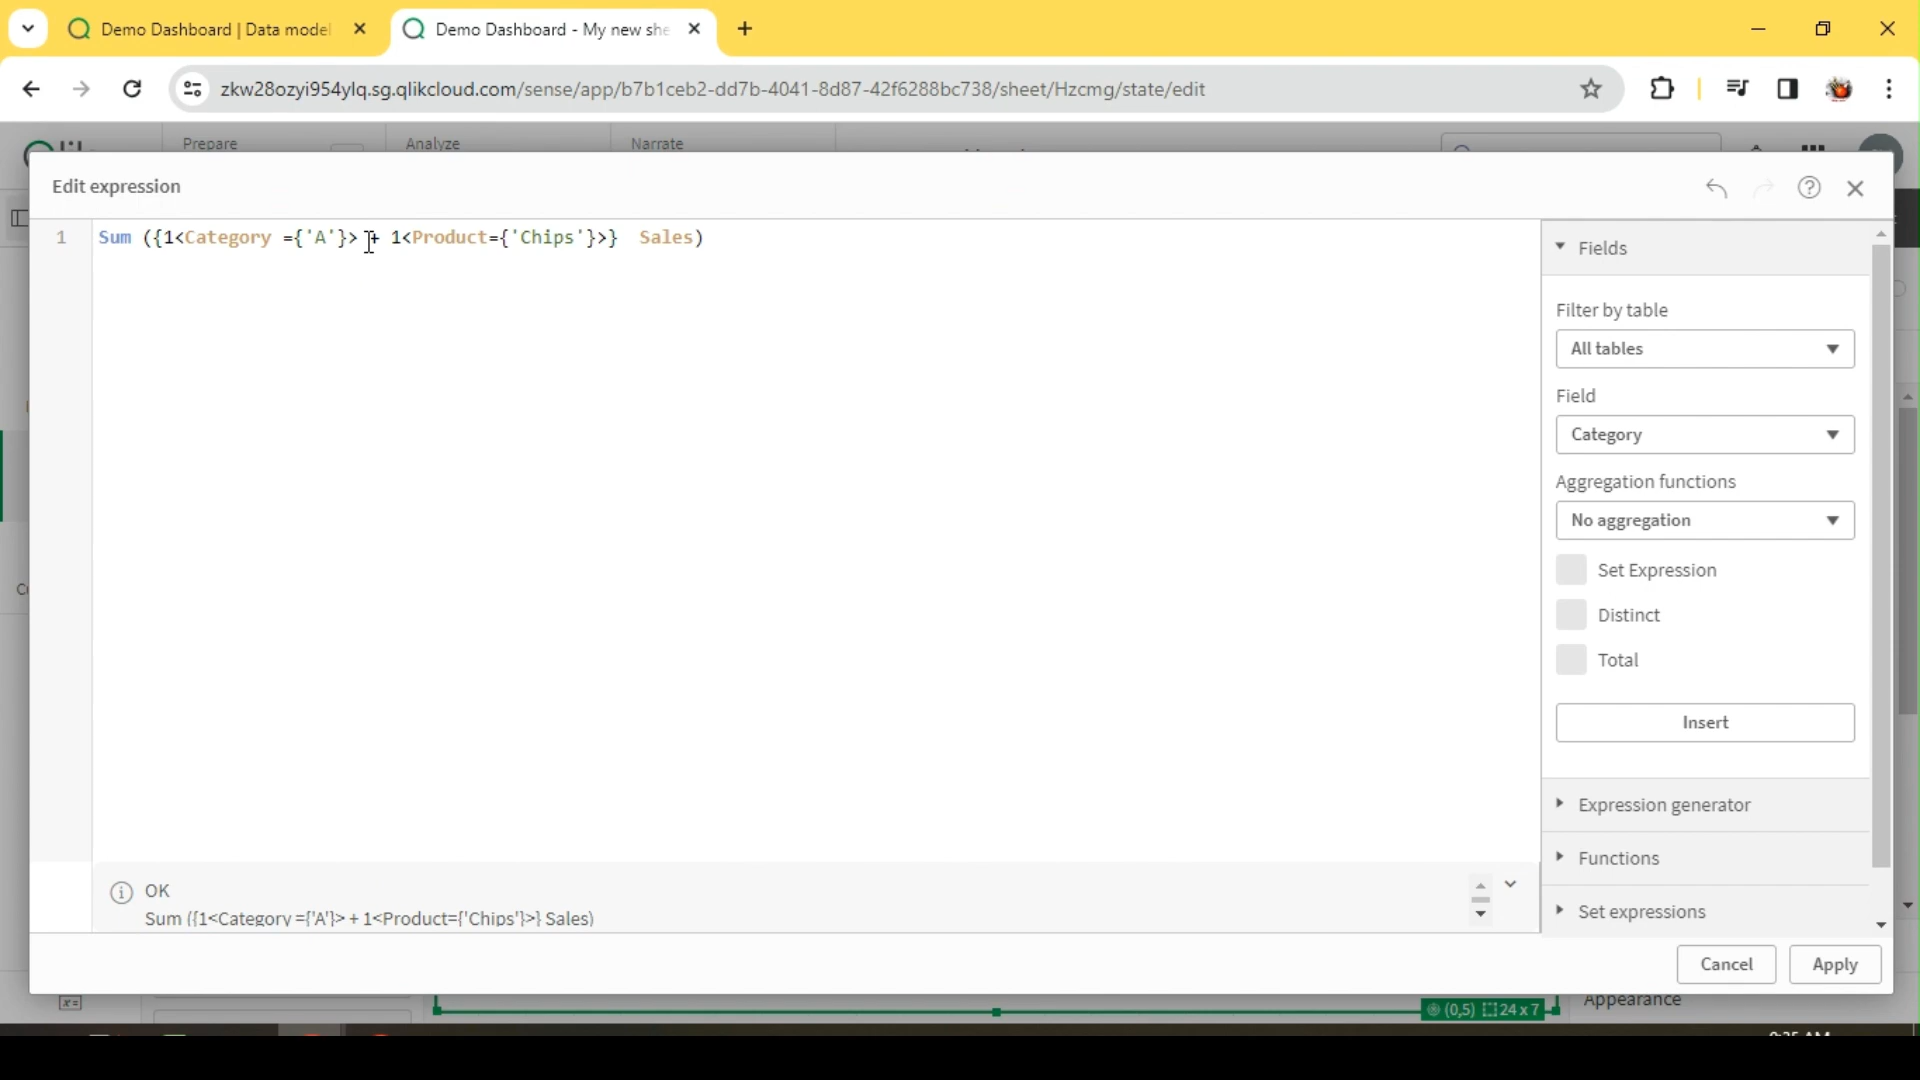 Demo Dashboard | Data model
Demo Dashboard - My new she
zkw28ozyi954ylq.sg.qlikcloud.com/sense/app/b7b1ceb2-dd7b-4041-8d87-42f6288bc738/sheet/Hzcmg/state/edit
Prepare
Analyze
Narrate
Edit expression
1
Sum ({1<Category ={'A'}> + 1<Product={'Chips'}>}  Sales)
Fields
Filter by table
All tables
Field
Category
Aggregation functions
No aggregation
Set Expression
Distinct
Total
Insert
Expression generator
Functions
Set expressions
OK
Sum ({1<Category ={'A'}> + 1<Product={'Chips'}>} Sales)
Cancel
Apply
(0,5) 24 x 7
Appearance